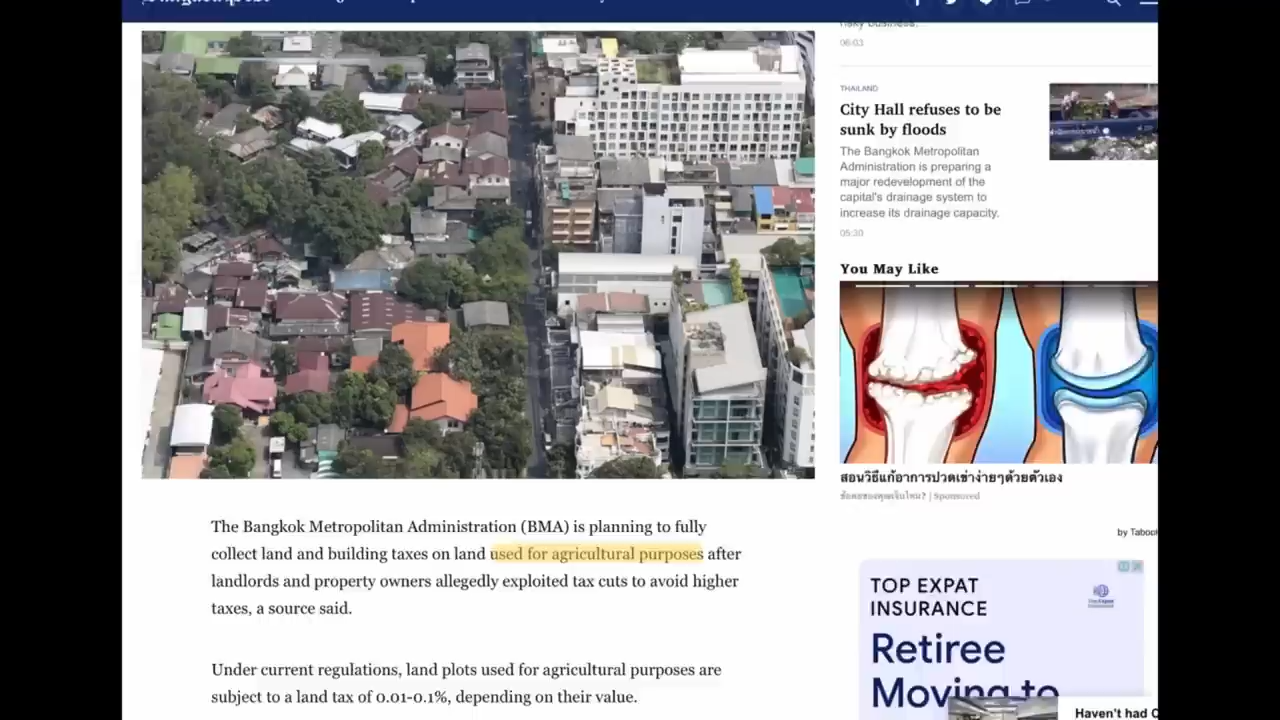 06:03
THAILAND
City Hall refuses to be
sunk by floods
The Bangkok Metropolitan
Administration is preparing a
major redevelopment of the
capital's drainage system to
increase its drainage capacity.
05:30
You May Like
สอนวิธีแก้อาการปวดเข่าง่ายๆด้วยตัวเอง
| Sponsored
by Taboo
The Bangkok Metropolitan Administration (BMA) is planning to fully
collect land and building taxes on land used for agricultural purposes after
landlords and property owners allegedly exploited tax cuts to avoid higher
taxes, a source said.
Under current regulations, land plots used for agricultural purposes are
subject to a land tax of 0.01-0.1%, depending on their value.
TOP EXPAT
INSURANCE
Retiree
Moving to
Haven't had